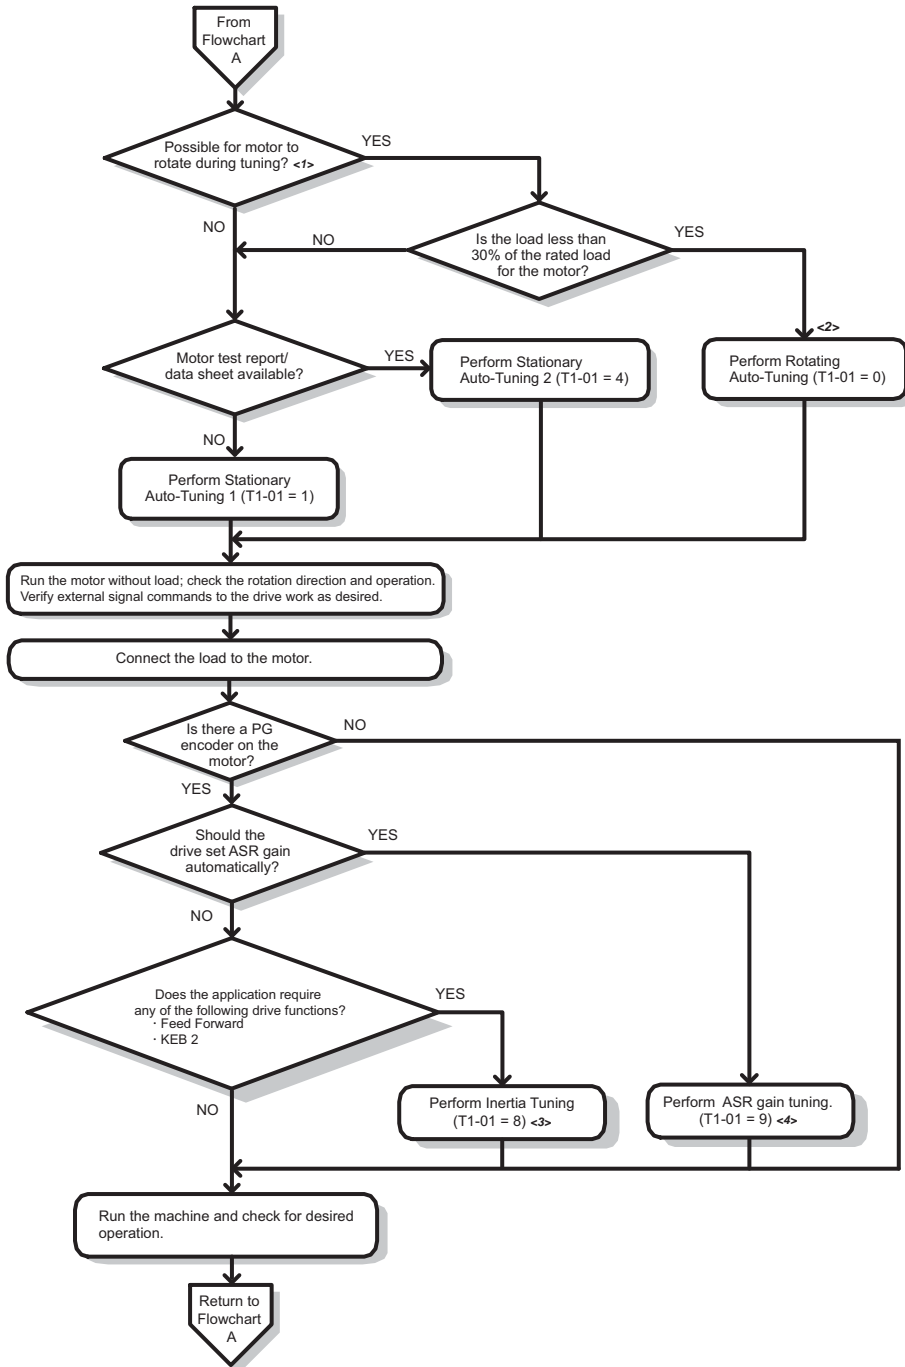 From
Flowchart
A
Possible for motor to
rotate during tuning? <1>
YES
NO
Is the load less than
30% of the rated load
for the motor?
NO
YES
<2>
Motor test report/
data sheet available?
YES
Perform Stationary
Auto-Tuning 2 (T1-01 = 4)
Perform Rotating
Auto-Tuning (T1-01 = 0)
NO
Perform Stationary
Auto-Tuning 1 (T1-01 = 1)
Run the motor without load; check the rotation direction and operation.
Verify external signal commands to the drive work as desired.
Connect the load to the motor.
Is there a PG
encoder on the
motor?
NO
YES
Should the
drive set ASR gain
automatically?
YES
NO
Does the application require
any of the following drive functions?
· Feed Forward
· KEB 2
YES
NO
Perform Inertia Tuning
(T1-01 = 8) <3>
Perform ASR gain tuning.
(T1-01 = 9) <4>
Run the machine and check for desired
operation.
Return to
Flowchart
A